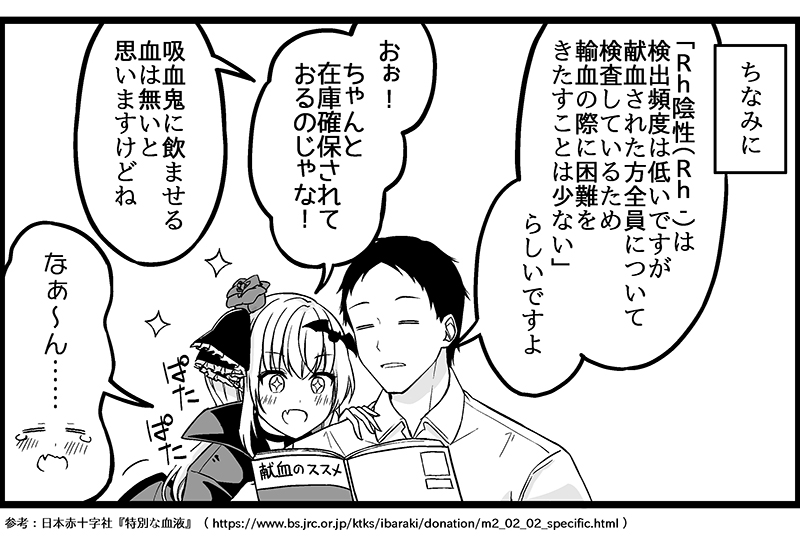 ちなみに
「Ｒｈ陰性(Ｒｈ－)は
検出頻度は低いですが
献血された方全員について
検査しているため
輸血の際に困難を
きたすことは少ない」
らしいですよ
おぉ！
ちゃんと
在庫確保されて
おるのじゃな！
吸血鬼に飲ませる
血は無いと
思いますけどね
なぁ〜ん……
献血のススメ
参考：日本赤十字社『特別な血液』（ https://www.bs.jrc.or.jp/ktks/ibaraki/donation/m2_02_02_specific.html ）